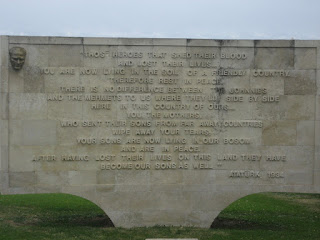 "THOSE HEROES THAT SHED THEIR BLOOD
AND LOST THEIR LIVES...
YOU ARE NOW LYING IN THE SOIL OF A FRIENDLY COUNTRY.
THEREFORE REST IN PEACE.
THERE IS NO DIFFERENCE BETWEEN THE JOHNNIES
AND THE MEHMETS TO US WHERE THEY LIE SIDE BY SIDE
HERE IN THIS COUNTRY OF OURS...
YOU, THE MOTHERS,
WHO SENT THEIR SONS FROM FAR AWAY COUNTRIES
WIPE AWAY YOUR TEARS;
YOUR SONS ARE NOW LYING IN OUR BOSOM
AND ARE IN PEACE.
AFTER HAVING LOST THEIR LIVES ON THIS LAND THEY HAVE
BECOME OUR SONS AS WELL."
ATATÜRK 1934